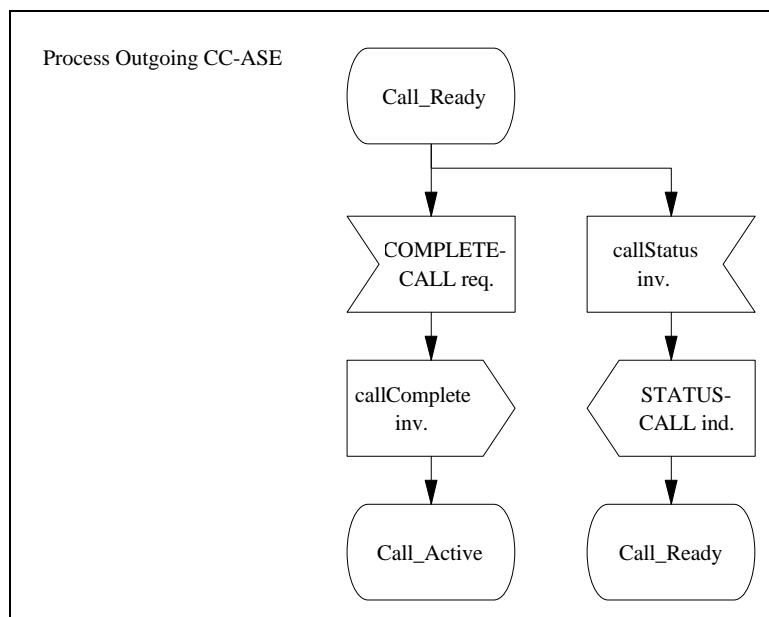 Process Outgoing CC-ASE
Call_Ready
COMPLETE-
CALL req.
callStatus
inv.
callComplete
inv.
STATUS-
CALL ind.
Call_Active
Call_Ready